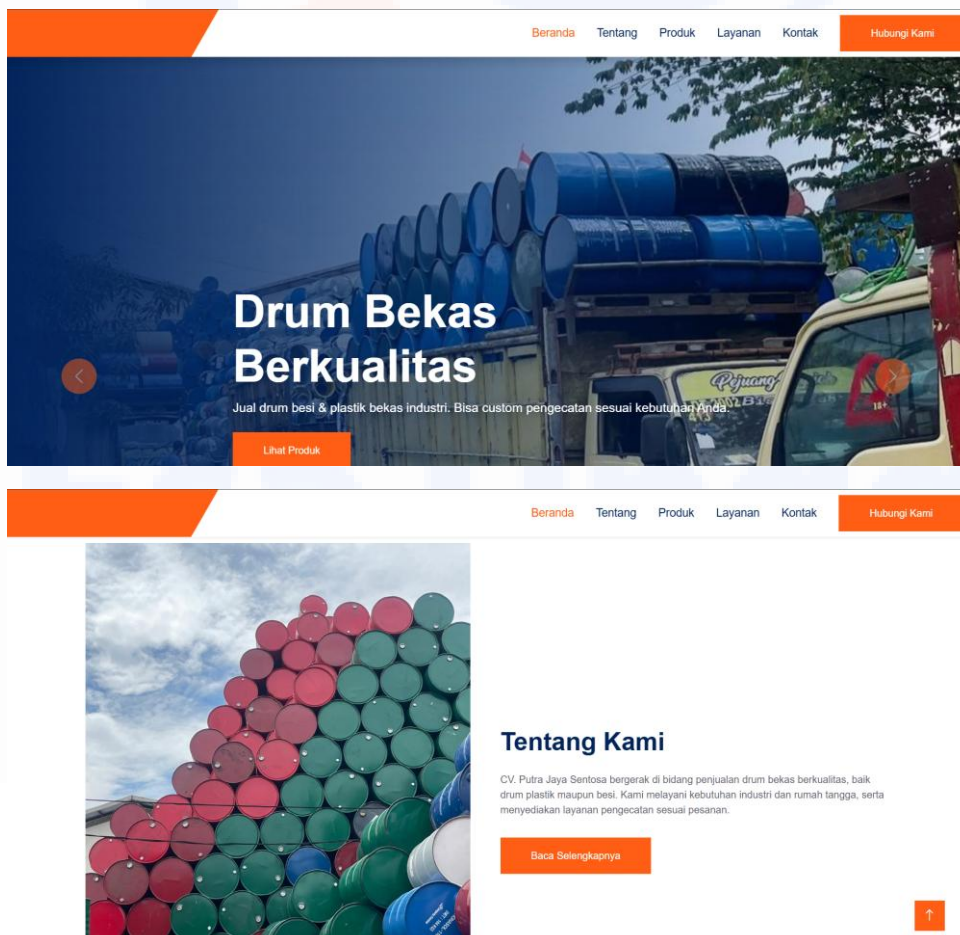 Beranda Tentang Produk Layanan Kontak Hubungi Kami
Drum Bekas
Berkualitas
Jual drum besi & plastik bekas industri. Bisa custom pengecatan sesuai kebutuhan Anda.
Lihat Produk
Pejuang
18+
Beranda Tentang Produk Layanan Kontak Hubungi Kami
Tentang Kami
CV. Putra Jaya Sentosa bergerak di bidang penjualan drum bekas berkualitas, baik
drum plastik maupun besi. Kami melayani kebutuhan industri dan rumah tangga, serta
menyediakan layanan pengecatan sesuai pesanan.
Baca Selengkapnya